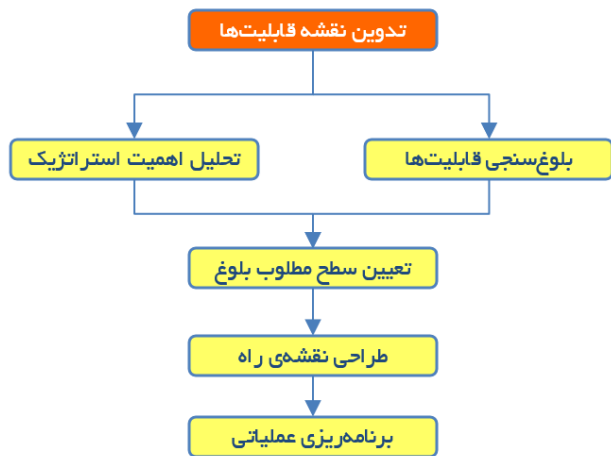 تدوین نقشه قابلیت‌ها
بلوغ‌سنجی قابلیت‌ها
تحلیل اهمیت استراتژیک
تعیین سطح مطلوب بلوغ
طراحی نقشه‌ی راه
برنامه‌ریزی عملیاتی